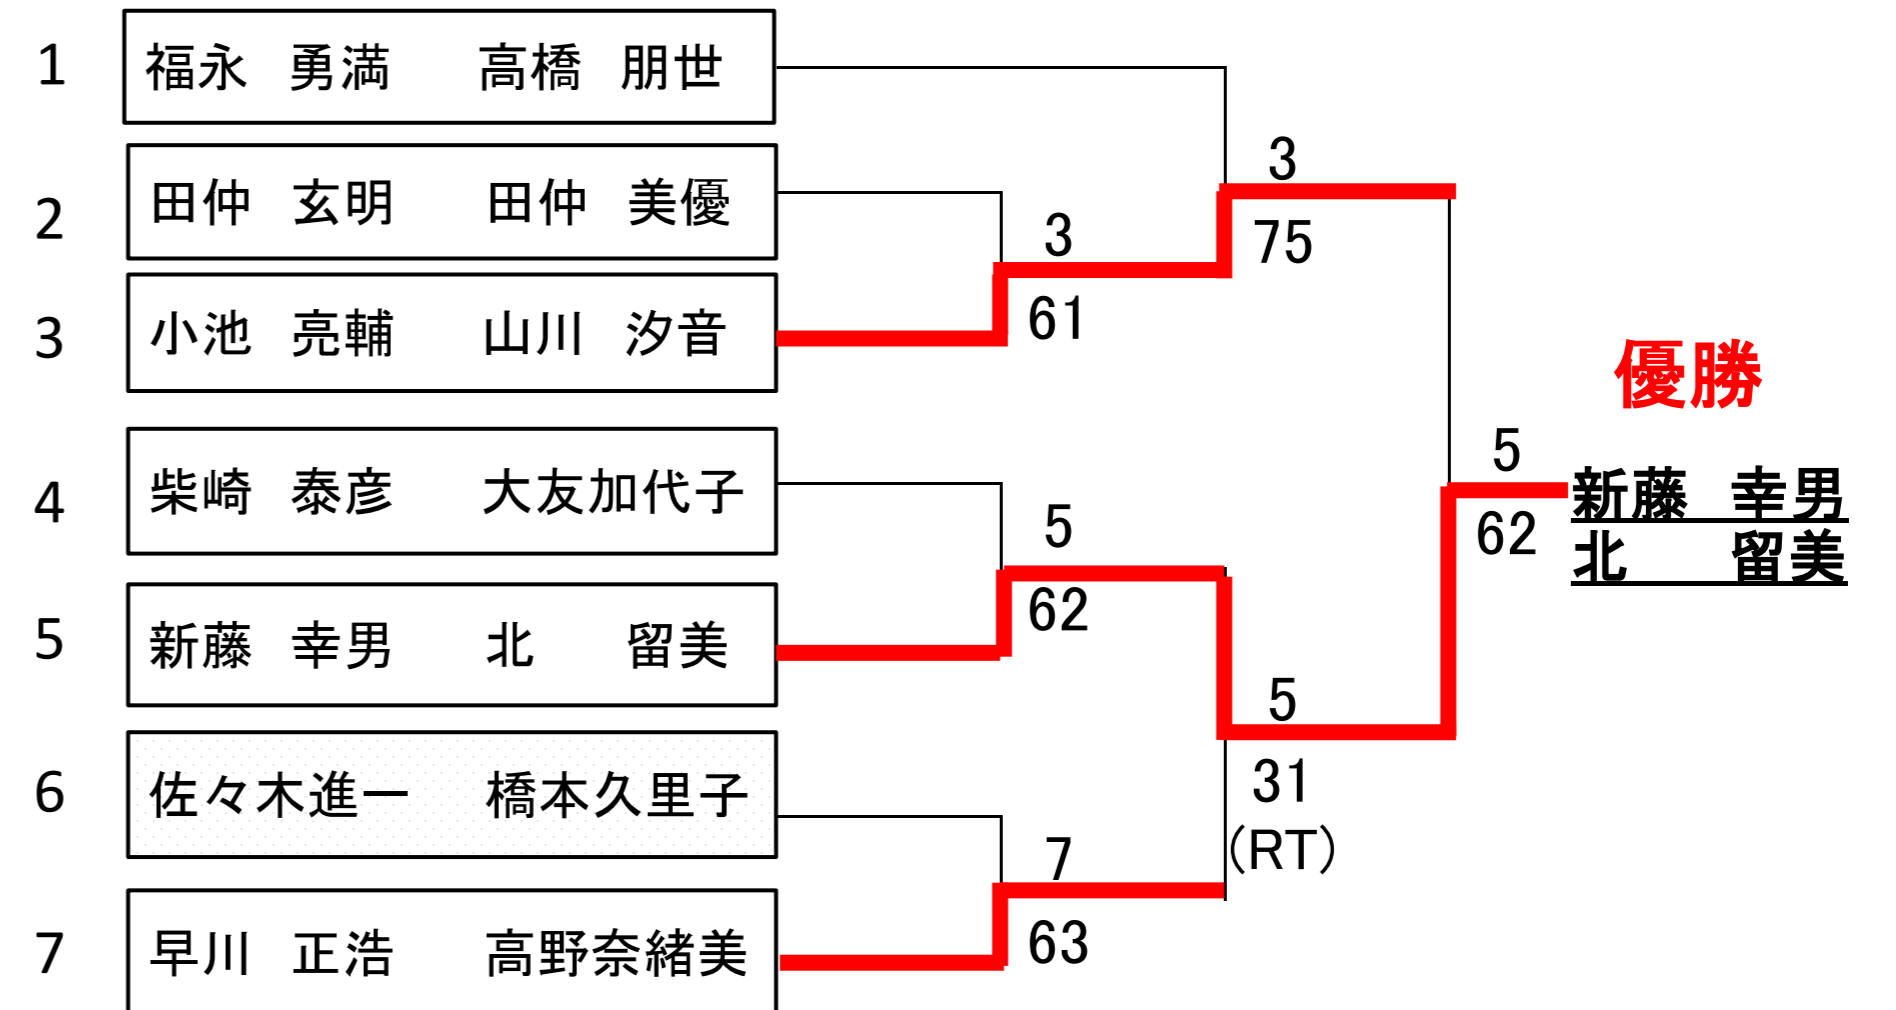 1 福永 勇満 高橋 朋世
3
2 田仲 玄明 田仲 美優
75
3
61
3 小池 亮輔 山川 汐音
優勝
5
4 柴崎 泰彦 大友加代子
新藤 幸男
62
北 留美
5
62
5 新藤 幸男 北 留美
5
31
(RT)
6 佐々木進一 橋本久里子
7
63
7 早川 正浩 高野奈緒美